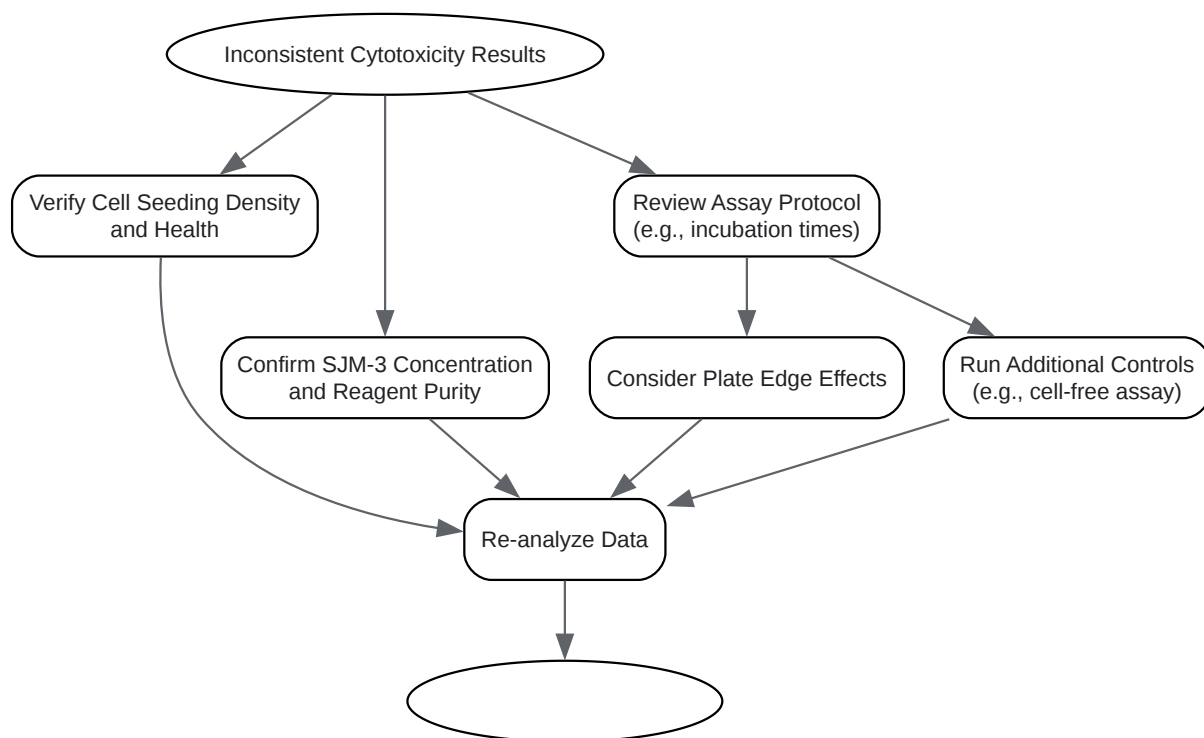 Inconsistent Cytotoxicity Results
Verify Cell Seeding Density
and Health
Review Assay Protocol
(e.g., incubation times)
Confirm SJM-3 Concentration
and Reagent Purity
Consider Plate Edge Effects
Run Additional Controls
(e.g., cell-free assay)
Re-analyze Data